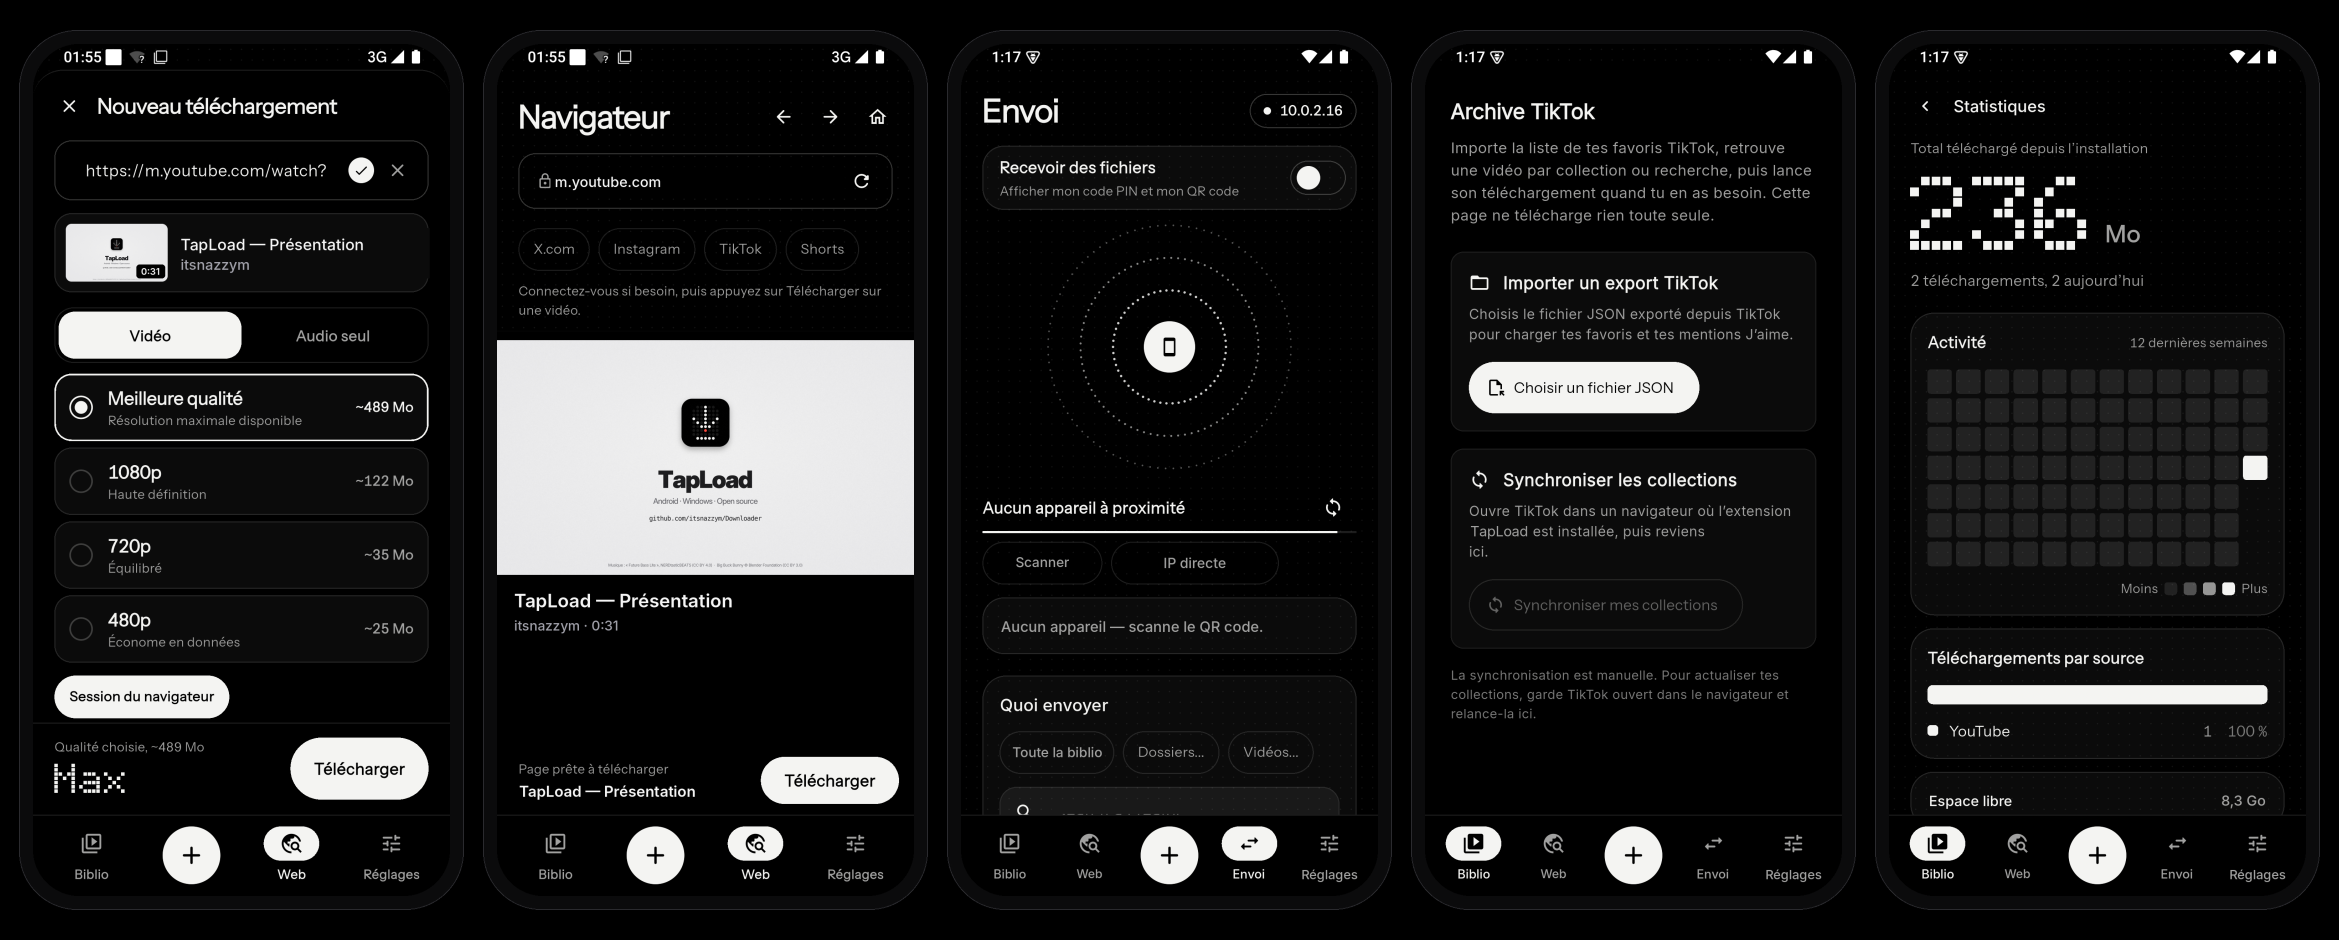 01:55
3G
Nouveau téléchargement
https://m.youtube.com/watch?
TapLoad
0:31
TapLoad — Présentation
itsnazzym
Vidéo
Audio seul
Meilleure qualité
Résolution maximale disponible
~489 Mo
1080p
Haute définition
~122 Mo
720p
Équilibré
~35 Mo
480p
Économe en données
~25 Mo
Session du navigateur
Qualité choisie, ~489 Mo
Max
Télécharger
Biblio
Web
Réglages
01:55
3G
Navigateur
m.youtube.com
X.com
Instagram
TikTok
Shorts
Connectez-vous si besoin, puis appuyez sur Télécharger sur
une vidéo.
TapLoad
Android · Windows · Open source
github.com/itsnazzym/Downloader
TapLoad — Présentation
itsnazzym · 0:31
Page prête à télécharger
TapLoad — Présentation
Télécharger
Biblio
Web
Réglages
1:17
Envoi
10.0.2.16
Recevoir des fichiers
Afficher mon code PIN et mon QR code
Aucun appareil à proximité
Scanner
IP directe
Aucun appareil — scanne le QR code.
Quoi envoyer
Toute la biblio
Dossiers...
Vidéos...
Biblio
Web
Envoi
Réglages
1:17
Archive TikTok
Importe la liste de tes favoris TikTok, retrouve
une vidéo par collection ou recherche, puis lance
son téléchargement quand tu en as besoin. Cette
page ne télécharge rien toute seule.
Importer un export TikTok
Choisis le fichier JSON exporté depuis TikTok
pour charger tes favoris et tes mentions J’aime.
Choisir un fichier JSON
Synchroniser les collections
Ouvre TikTok dans un navigateur où l’extension
TapLoad est installée, puis reviens
ici.
Synchroniser mes collections
La synchronisation est manuelle. Pour actualiser tes
collections, garde TikTok ouvert dans le navigateur et
relance-la ici.
Biblio
Web
Envoi
Réglages
1:17
Statistiques
Total téléchargé depuis l’installation
236 Mo
2 téléchargements, 2 aujourd’hui
Activité
12 dernières semaines
Moins
Plus
Téléchargements par source
YouTube
1
100 %
Espace libre
8,3 Go
Biblio
Web
Envoi
Réglages